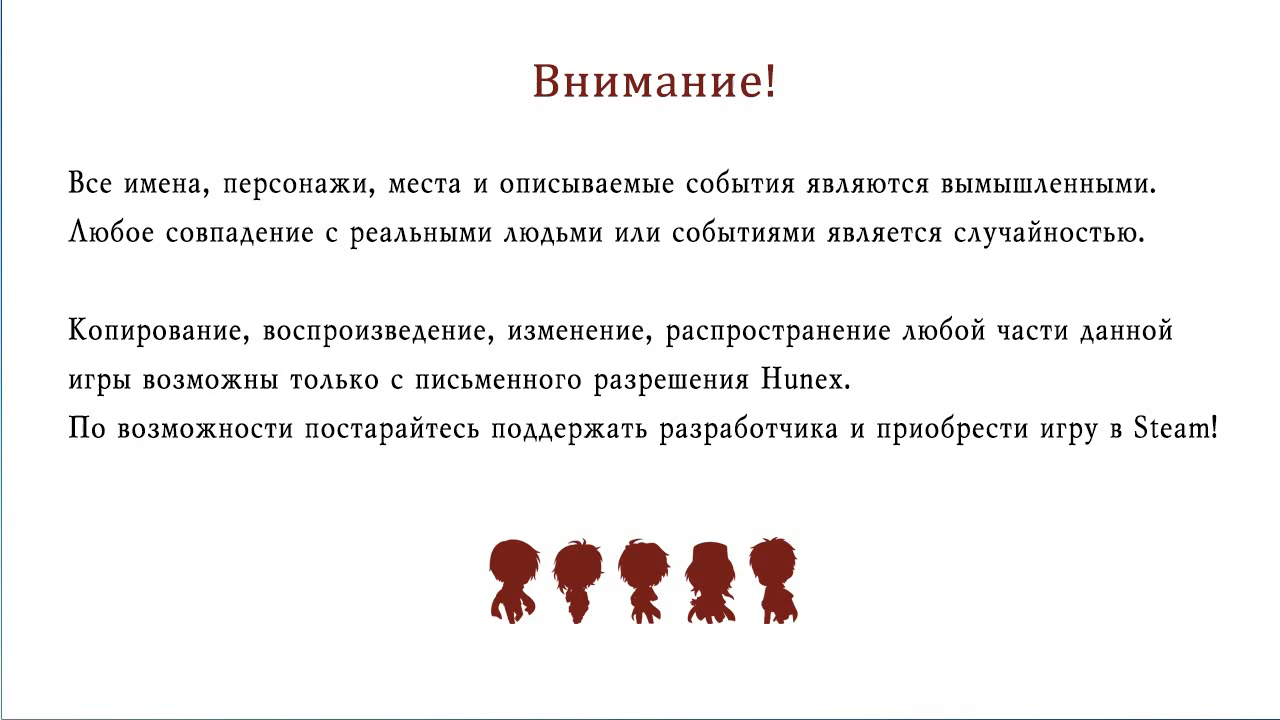 Внимание!
Все имена, персонажи, места и описываемые события являются вымышленными.
Любое совпадение с реальными людьми или событиями является случайностью.
Копирование, воспроизведение, изменение, распространение любой части данной
игры возможны только с письменного разрешения Hunex.
По возможности постарайтесь поддержать разработчика и приобрести игру в Steam!